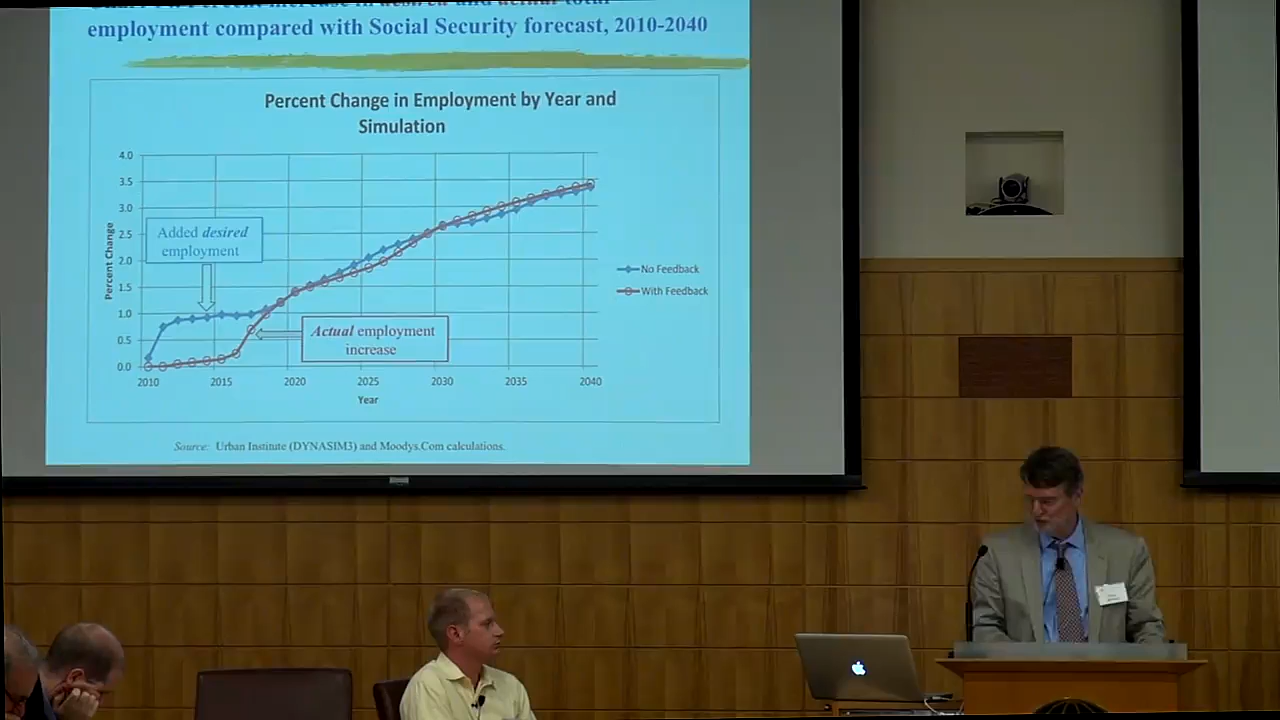 employment compared with Social Security forecast, 2010-2040
Percent Change in Employment by Year and
Simulation
4.0
3.5
3.0
2.5
2.0
1.5
1.0
0.5
0.0
Percent Change
Added desired
employment
Actual employment
increase
No Feedback
With Feedback
2010 2015 2020 2025 2030 2035 2040
Year
Source: Urban Institute (DYNASIM3) and Moodys.Com calculations.